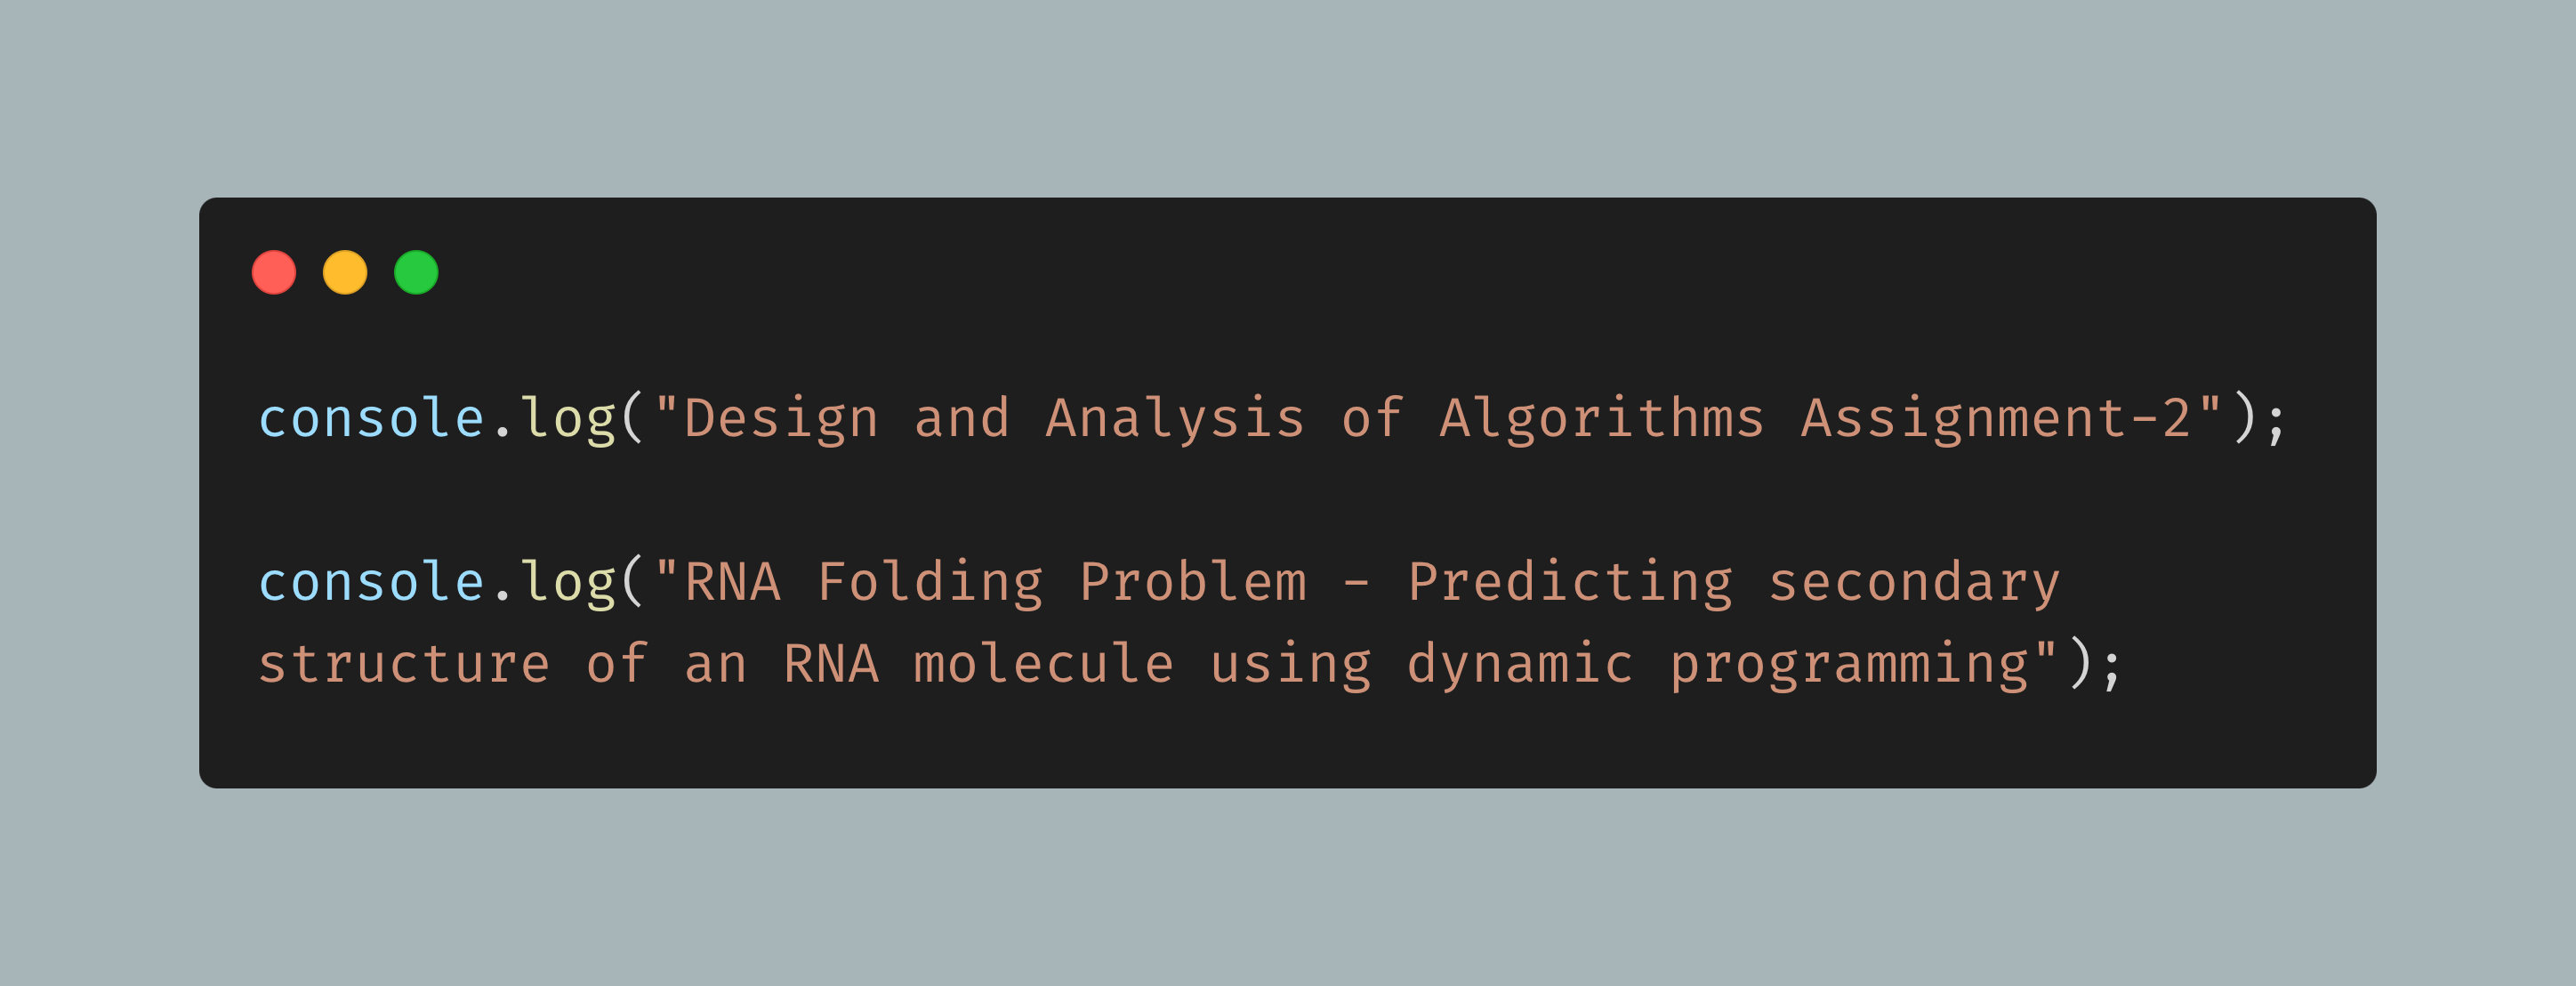 console.log("Design and Analysis of Algorithms Assignment-2");
console.log("RNA Folding Problem - Predicting secondary
structure of an RNA molecule using dynamic programming");